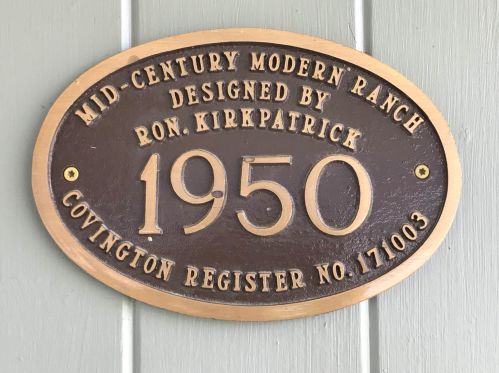 MID-CENTURY MODERN RANCH
DESIGNED BY
RON. KIRKPATRICK
1950
COVINGTON REGISTER NO. 171003